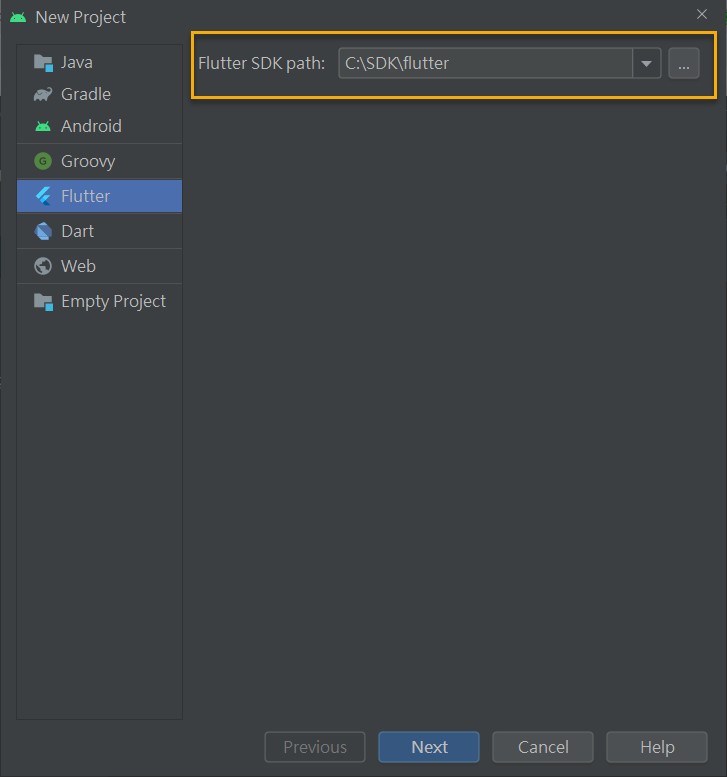 New Project
Java
Gradle
Android
G Groovy
Flutter
Dart
Web
Empty Project
Flutter SDK path: C:\SDK\flutter ...
Previous Next Cancel Help